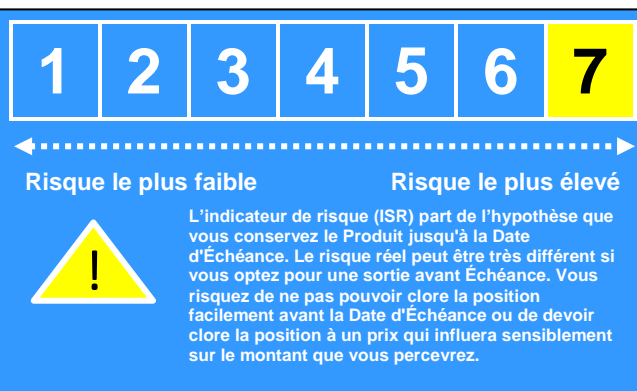 1 2 3 4 5 6 7
Risque le plus faible Risque le plus élevé
L'indicateur de risque (ISR) part de l'hypothèse que
vous conservez le Produit jusqu'à la Date
d'Échéance. Le risque réel peut être très différent si
vous optez pour une sortie avant Échéance. Vous
risquez de ne pas pouvoir clore la position
facilement avant la Date d'Échéance ou de devoir
clore la position à un prix qui influera sensiblement
sur le montant que vous percevrez.
!